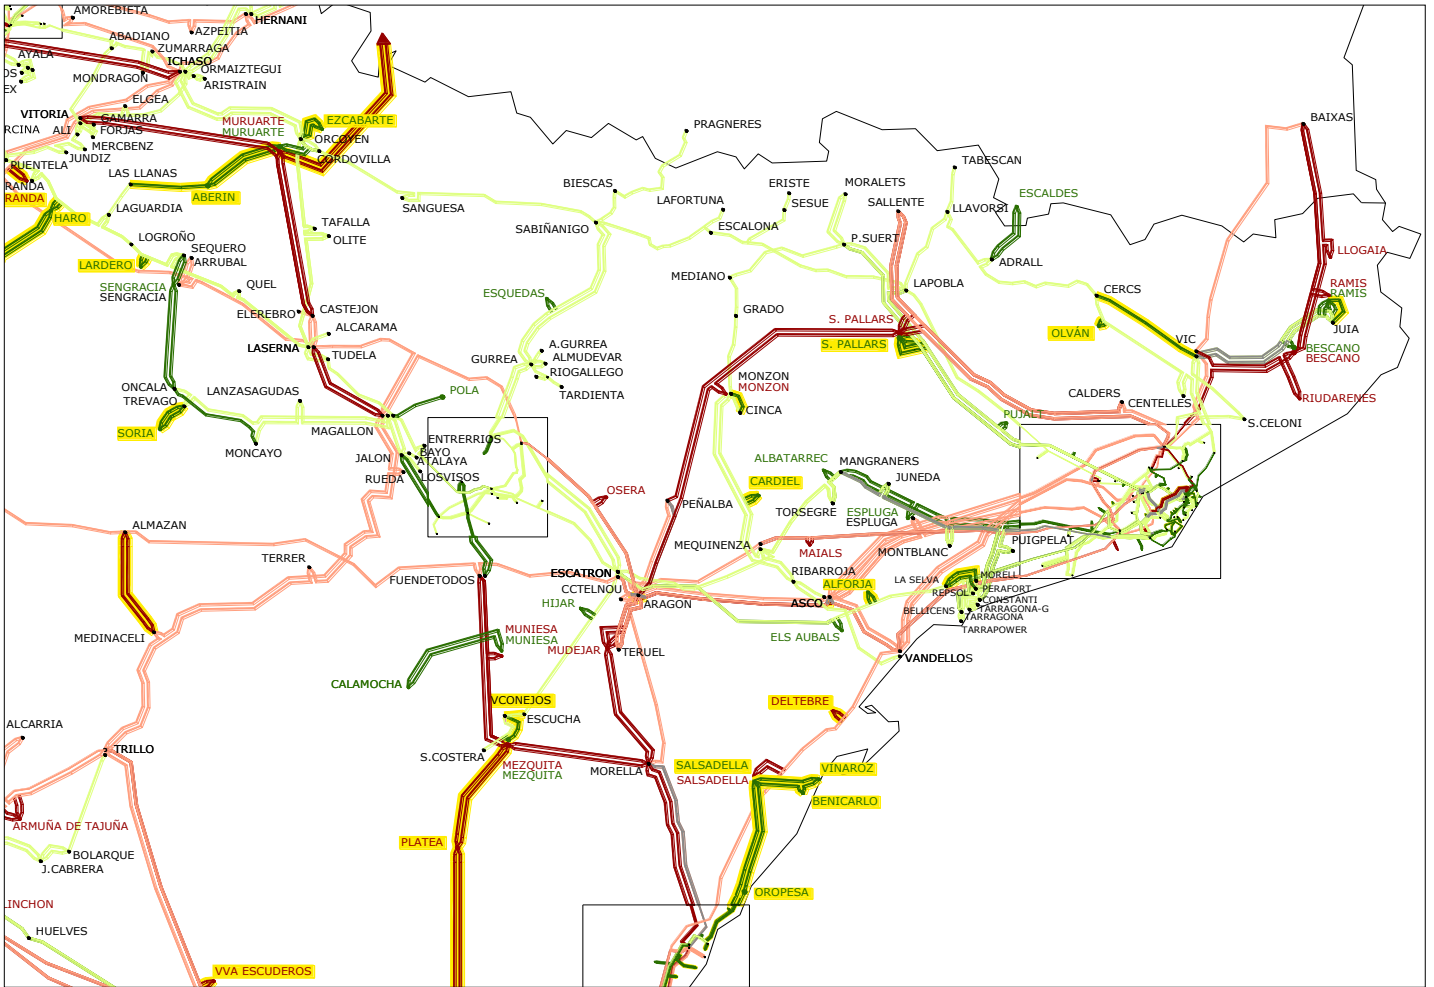 AMOREBIETA
HERNANI
AZPEITIA
ABADIANO
ZUMARRAGA
ICHASO
AYALA
ORMAIZTEGUI
MONDRAGON
ARISTRAIN
EX
ELGEA
VITORIA
GAMARRA
MURUARTE
MURUARTE
EZCABARTE
RCINA
ALI
FORJAS
ORCOYEN
MERCBENZ
JUNDIZ
CORDOVILLA
PUENTELA
LAS LLANAS
RANDA
RANDA
ABERIN
SANGUESA
HARO
LAGUARDIA
TAFALLA
OLITE
LOGROÑO
SEQUERO
ARRUBAL
LARDERO
SENGRACIA
SENGRACIA
QUEL
ELEREBRO
CASTEJON
ALCARAMA
LASERNA
TUDELA
ONCALA
TREVAGO
LANZASAGUDAS
POLA
SORIA
MAGALLON
MONCAYO
ENTRERRIOS
BAYO
ATALAYA
JALON
LOSVISOS
RUEDA
PRAGNERES
BIESCAS
LAFORTUNA
ERISTE
SESUE
MORALETS
SALLENTE
TABESCAN
ESCALDES
LLAVORSI
SABIÑANIGO
ESCALONA
P.SUERT
ADRALL
BAIXAS
LLOGAIA
MEDIANO
LAPOBLA
CERCS
RAMIS
RAMIS
ESQUEDAS
GRADO
S. PALLARS
S. PALLARS
OLVÁN
JUIA
VIC
BESCANO
BESCANO
A.GURREA
GURREA
ALMUDEVAR
RIOGALLEGO
TARDIENTA
MONZON
MONZON
CINCA
CALDERS
CENTELLES
RIUDARENES
PUJALT
S.CELONI
ALBATARREC
MANGRANERS
JUNEDA
CARDIEL
OSERA
PEÑALBA
TORSEGRE
ESPLUGA
ESPLUGA
ALMAZAN
TERRER
MEQUINENZA
MAIALS
MONTBLANC
PUIGPELAT
FUENDETODOS
ESCATRON
RIBARROJA
ALFORJA
LA SELVA
MORELL
CCTELNOU
REPSOL
PERAFORT
HIJAR
ARAGON
ASCO
CONSTANTI
BELLICENS
TARRAGONA-G
TARRAGONA
TARRAPOWER
MEDINACELI
MUNIESA
MUNIESA
ELS AUBALS
MUDEJAR
TERUEL
VANDELLOS
CALAMOCHA
VCONEJOS
DELTEBRE
ALCARRIA
ESCUCHA
TRILLO
S.COSTERA
MEZQUITA
MEZQUITA
MORELLA
SALSADELLA
SALSADELLA
VINAROZ
BENICARLO
ARMUÑA DE TAJUÑA
PLATEA
BOLARQUE
J.CABRERA
OROPESA
LINCHON
HUELVES
VVA ESCUDEROS